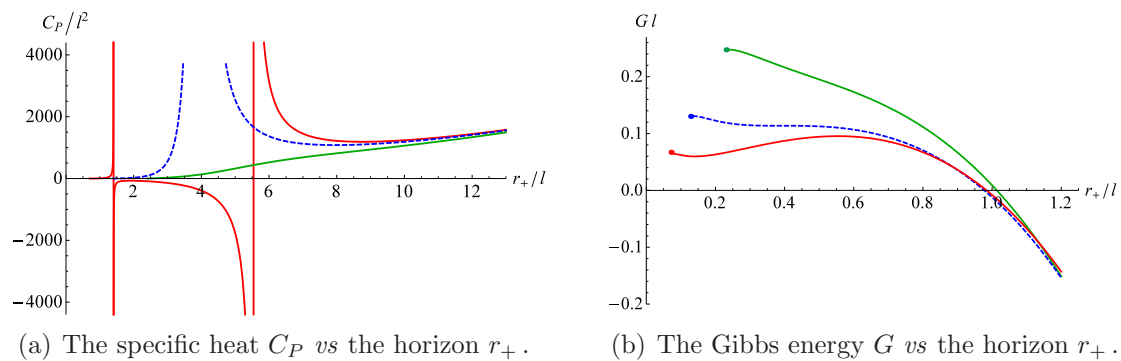 C_P/l^2
4000
2000
0
-2000
-4000
2 4 6 8 10 12 r_+/l
G l
0.2
0.1
0.0
-0.1
-0.2
0.2 0.4 0.6 0.8 1.0 1.2 r_+/l
(a) The specific heat C_P vs the horizon r_+ .
(b) The Gibbs energy G vs the horizon r_+ .